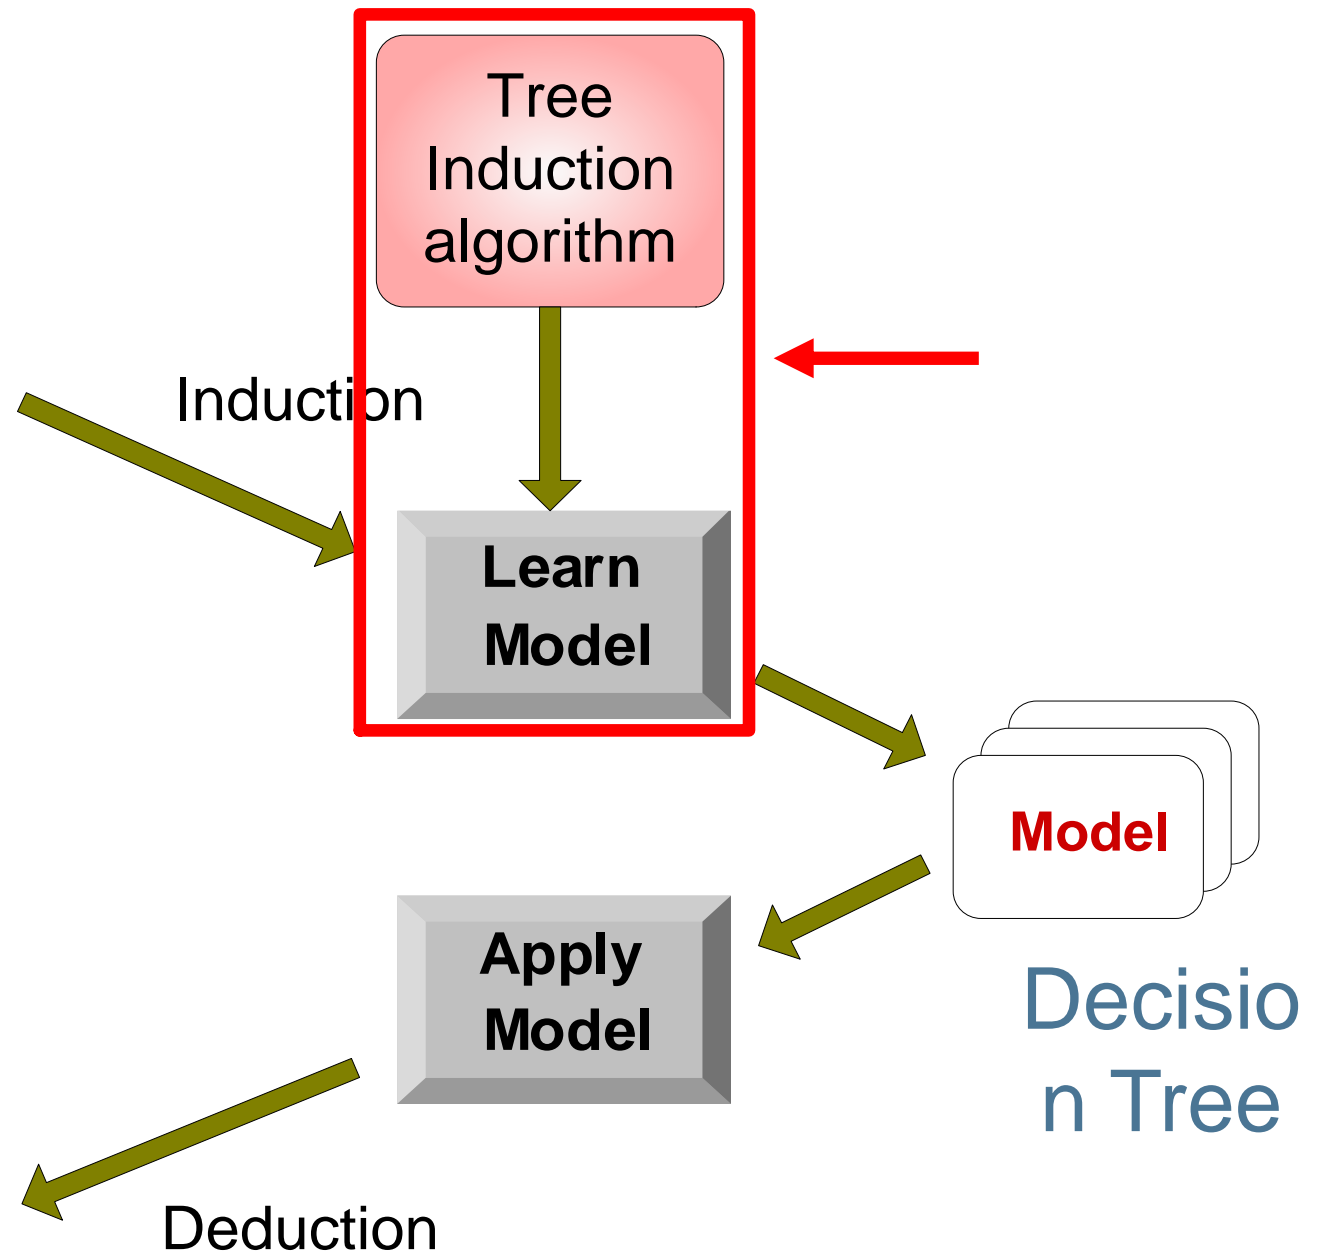 Tree
Induction
algorithm
Induction
Learn
Model
Model
Apply
Model
Decisio
n Tree
Deduction